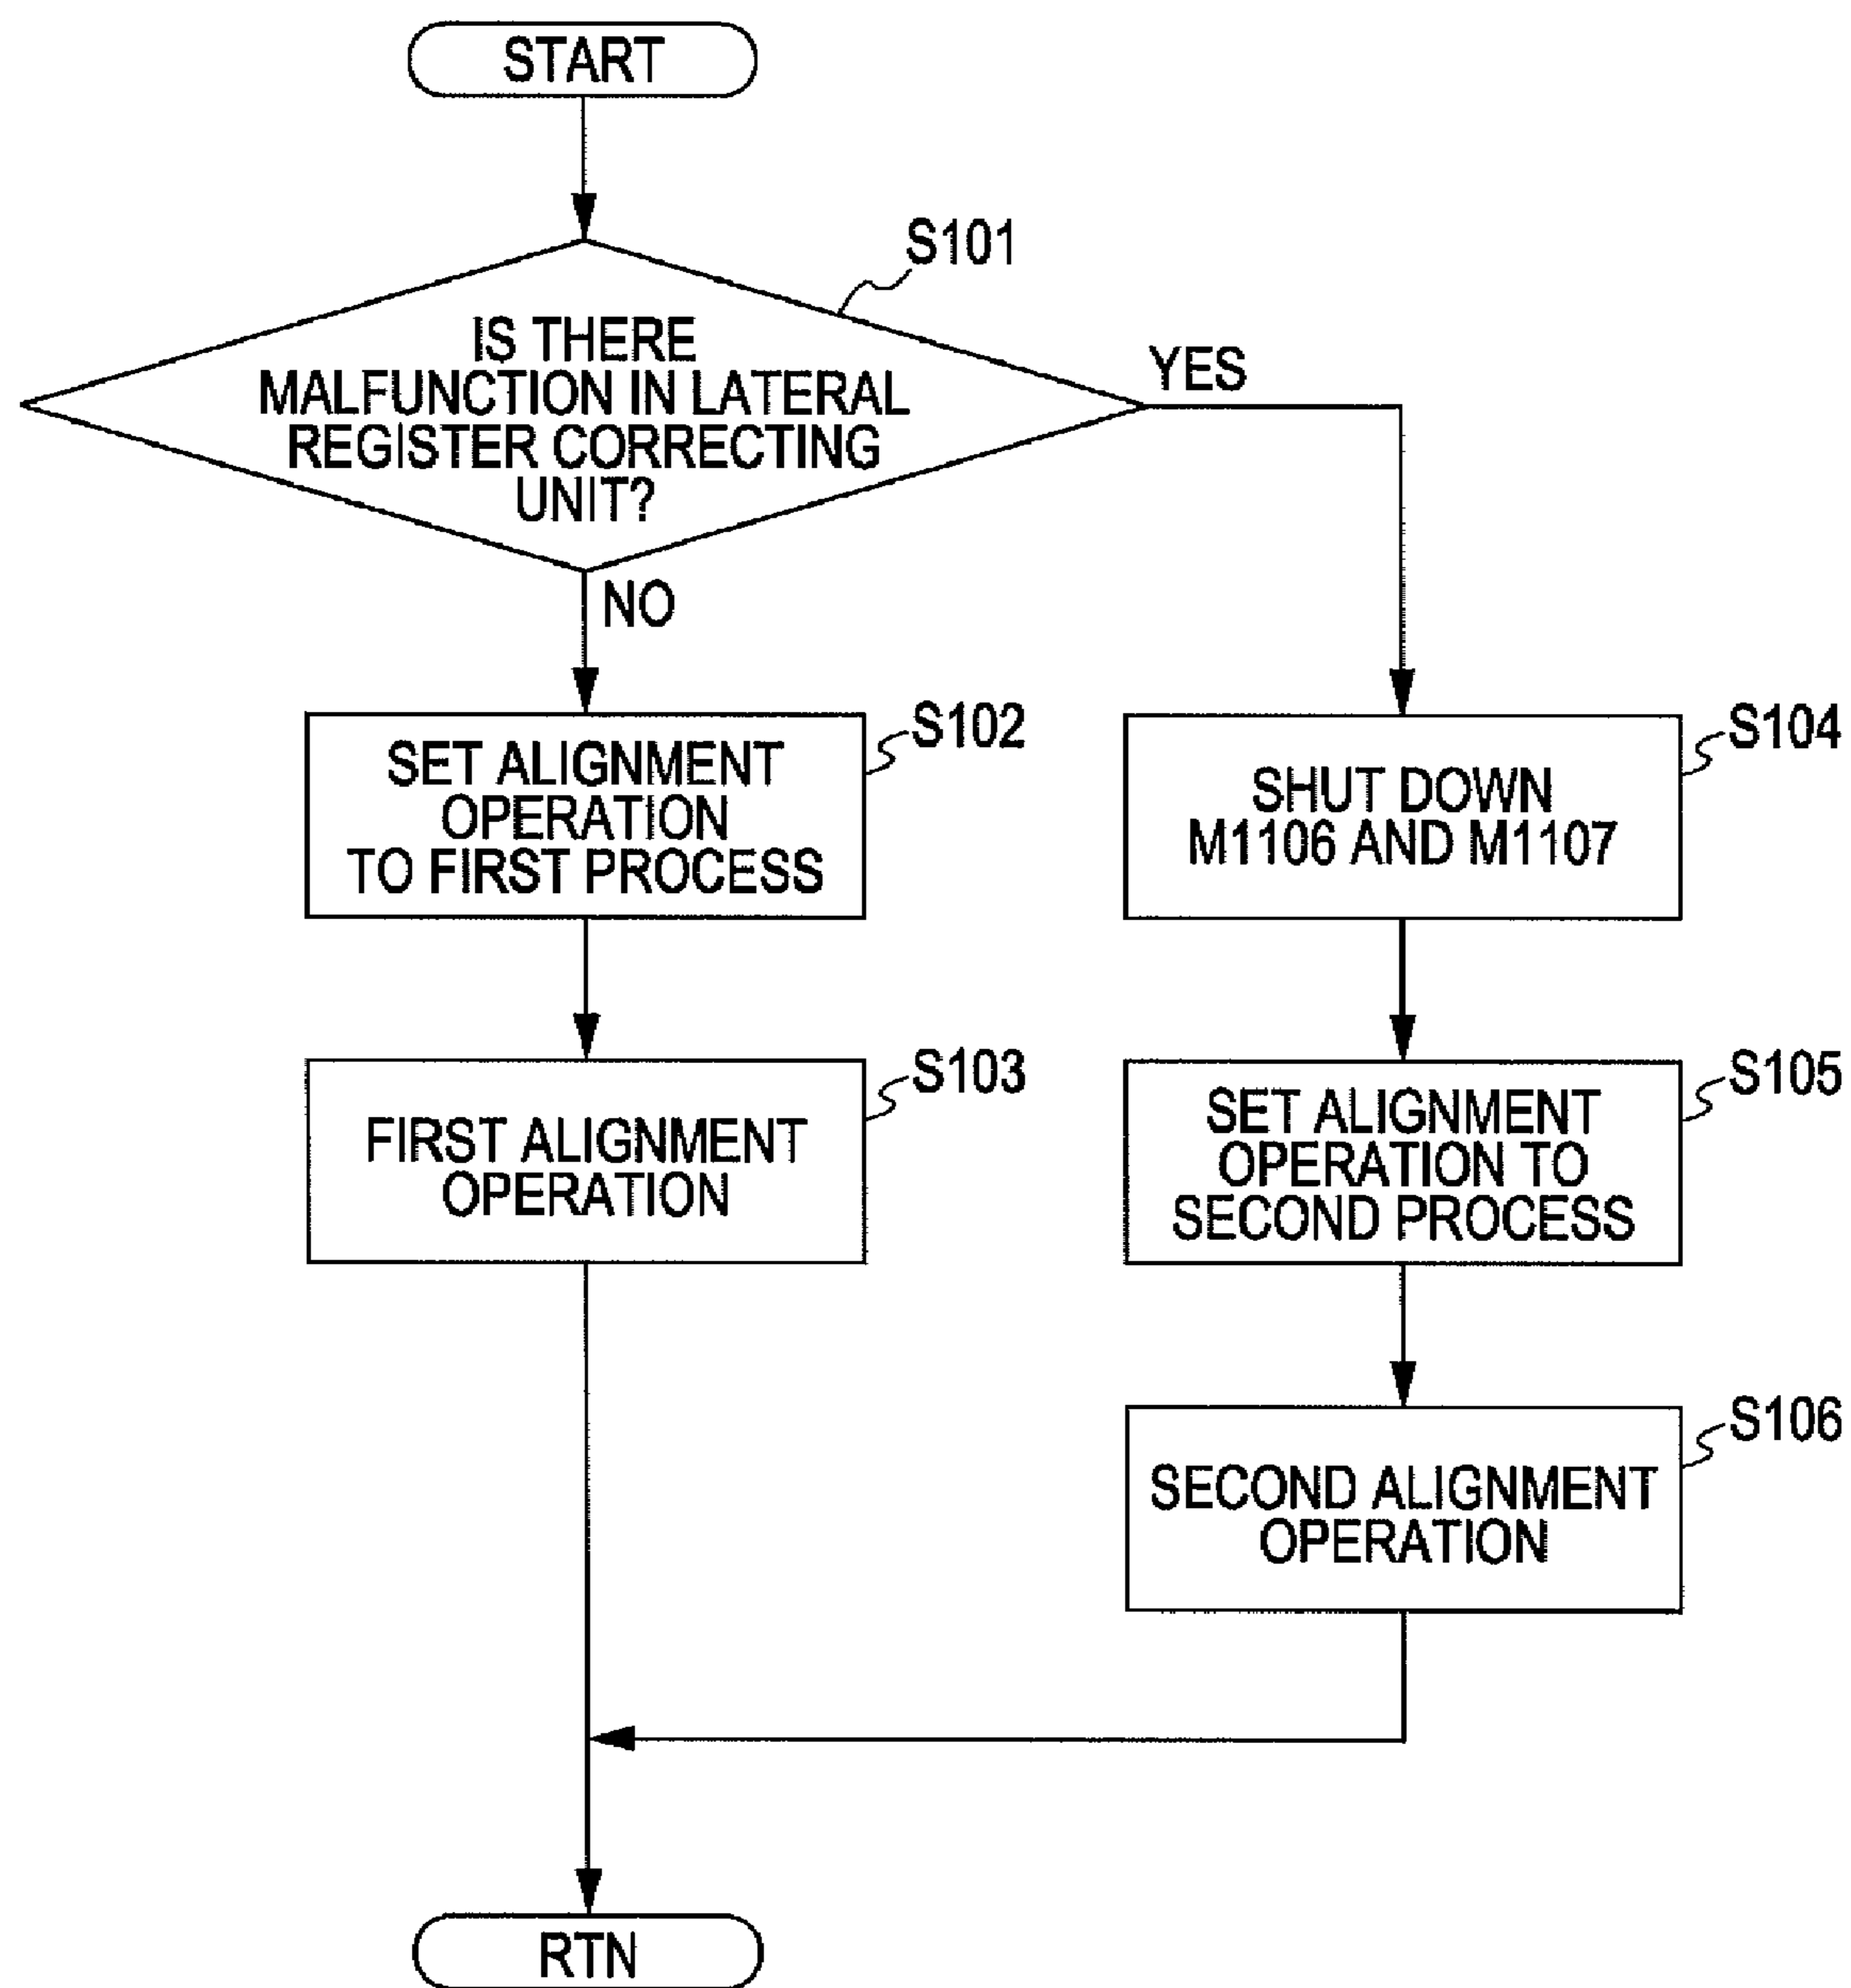 START
S101
IS THERE
MALFUNCTION IN LATERAL
REGISTER CORRECTING
UNIT?
YES
NO
S102
SET ALIGNMENT
OPERATION
TO FIRST PROCESS
S104
SHUT DOWN
M1106 AND M1107
S103
FIRST ALIGNMENT
OPERATION
S105
SET ALIGNMENT
OPERATION TO
SECOND PROCESS
S106
SECOND ALIGNMENT
OPERATION
RTN